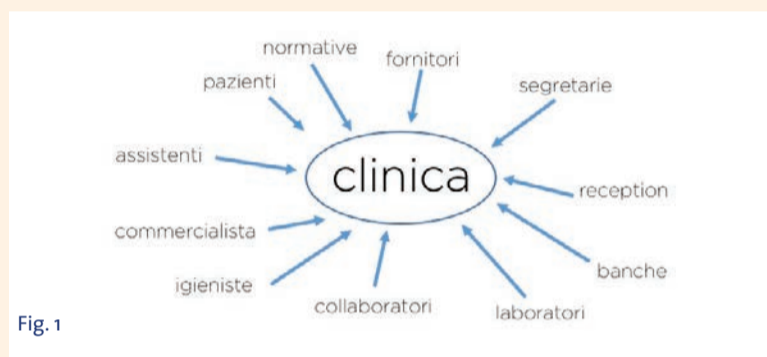 normative
fornitori
pazienti
segretarie
assistenti
clinica
reception
commercialista
banche
igieniste
collaboratori
laboratori
Fig. 1